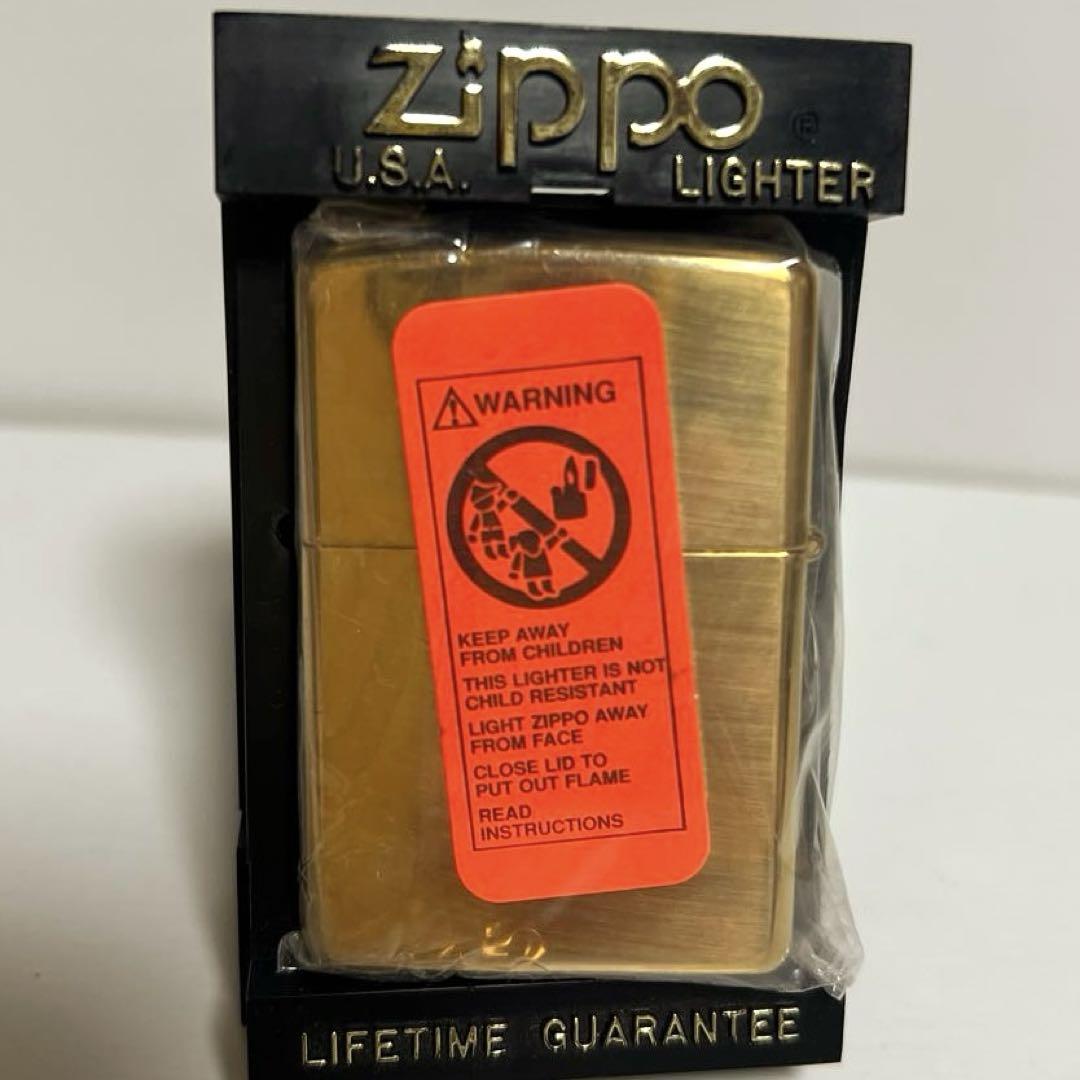 zippo ®
U.S.A. LIGHTER
WARNING
KEEP AWAY
FROM CHILDREN
THIS LIGHTER IS NOT
CHILD RESISTANT
LIGHT ZIPPO AWAY
FROM FACE
CLOSE LID TO
PUT OUT FLAME
READ
INSTRUCTIONS
LIFETIME GUARANTEE